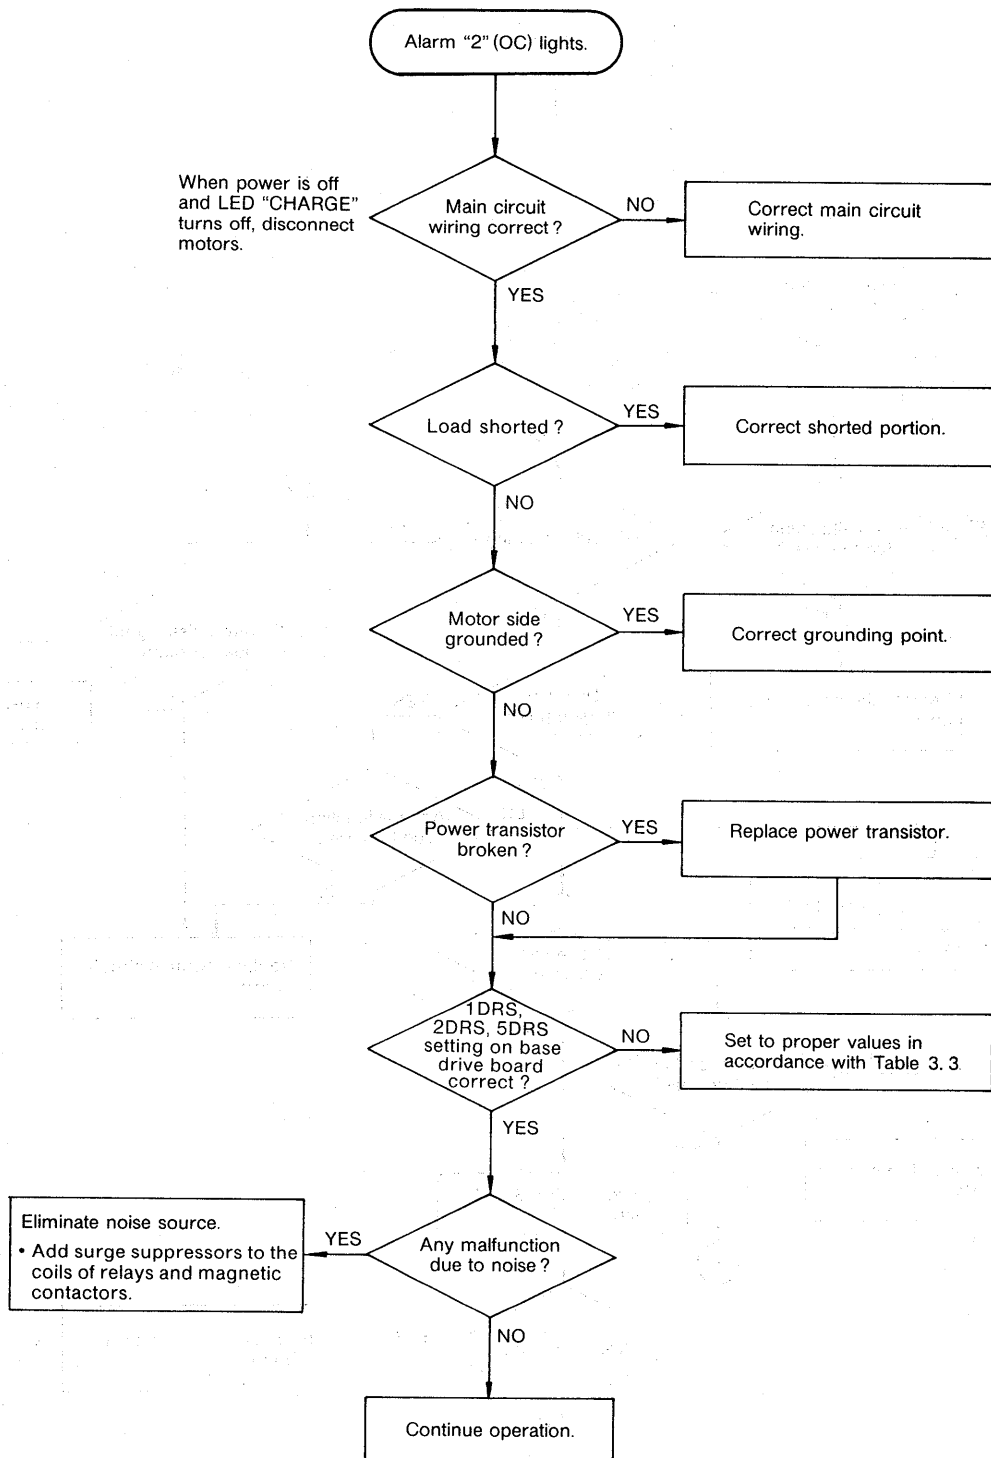 Alarm “2” (OC) lights.
When power is off
and LED “CHARGE”
turns off, disconnect
motors.
Main circuit
wiring correct ?
NO
Correct main circuit
wiring.
YES
Load shorted ?
YES
Correct shorted portion.
NO
Motor side
grounded ?
YES
Correct grounding point.
NO
Power transistor
broken ?
YES
Replace power transistor.
NO
1DRS,
2DRS, 5DRS
setting on base
drive board
correct ?
NO
Set to proper values in
accordance with Table 3. 3.
YES
Any malfunction
due to noise ?
YES
Eliminate noise source.
• Add surge suppressors to the
coils of relays and magnetic
contactors.
NO
Continue operation.